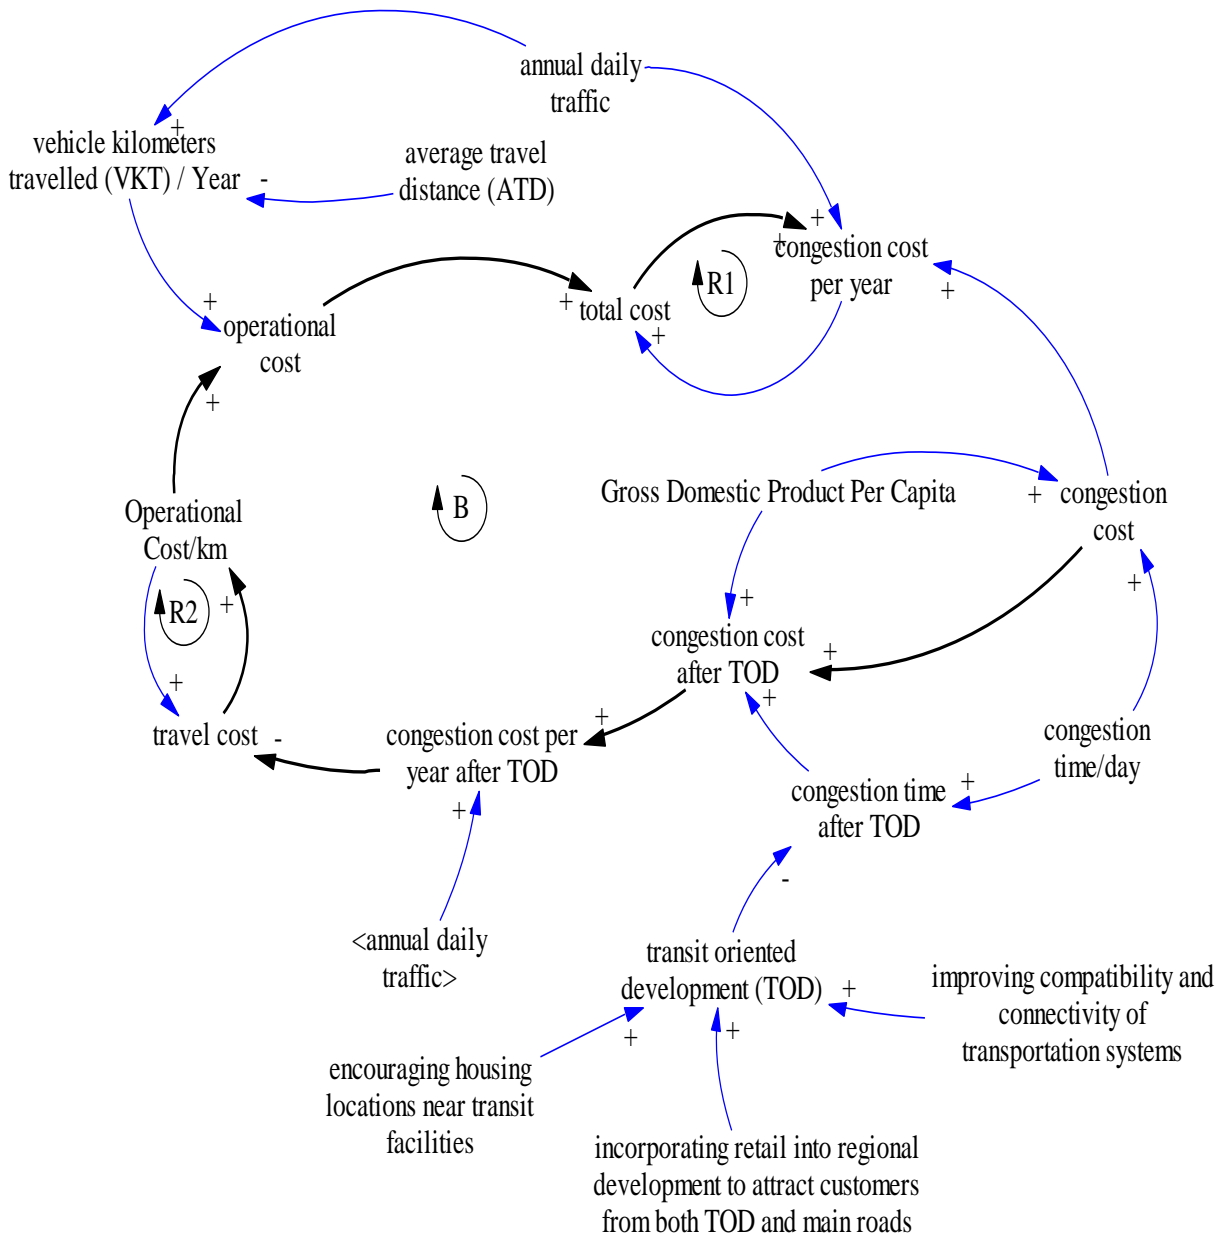 annual daily
traffic
+
vehicle kilometers
travelled (VKT) / Year
-
average travel
distance (ATD)
+
+
congestion cost
per year
R1
+
+
operational
cost
+
total cost
+
+
+
B
Gross Domestic Product Per Capita
+
congestion
cost
Operational
Cost/km
R2
+
+
+
congestion cost
after TOD
+
+
+
travel cost
-
congestion cost per
year after TOD
+
+
congestion
time/day
congestion time
after TOD
+
+
-
<annual daily
traffic>
transit oriented
development (TOD)
+
improving compatibility and
connectivity of
transportation systems
+
+
encouraging housing
locations near transit
facilities
incorporating retail into regional
development to attract customers
from both TOD and main roads